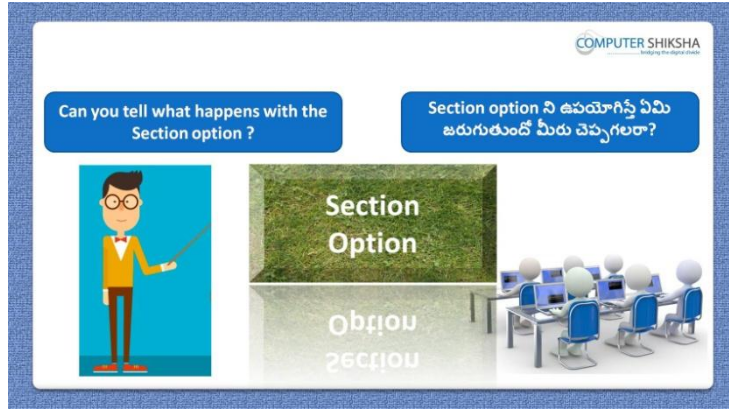 COMPUTER SHIKSHA
bridging the digital divide
Can you tell what happens with the
Section option ?
Section option ని ఉపయోగిస్తే ఏమి
జరుగుతుందో మీరు చెప్పగలరా?
Section
Option